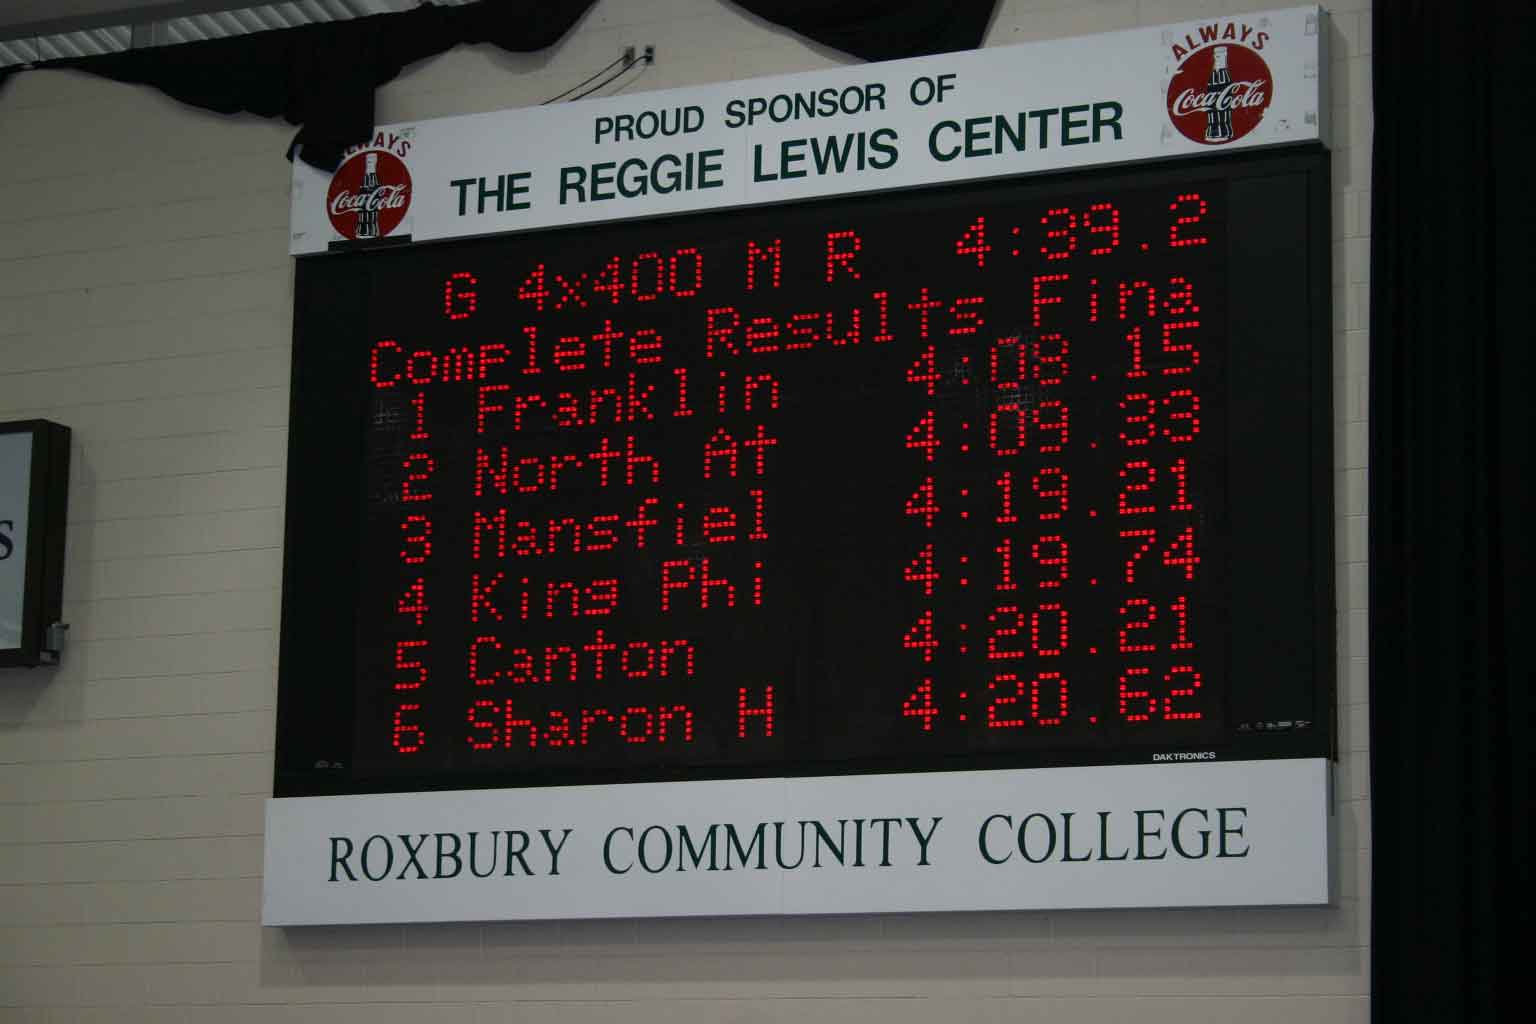 ALWAYS
Coca-Cola
PROUD SPONSOR OF
THE REGGIE LEWIS CENTER
ALWAYS
Coca-Cola
G 4x400 M R 4:39.2
Complete Results Fina
1 Franklin 4:08.15
2 North At 4:09.33
3 Mansfiel 4:19.21
4 King Phi 4:19.74
5 Canton 4:20.21
6 Sharon H 4:20.62
DAKTRONICS
ROXBURY COMMUNITY COLLEGE
S